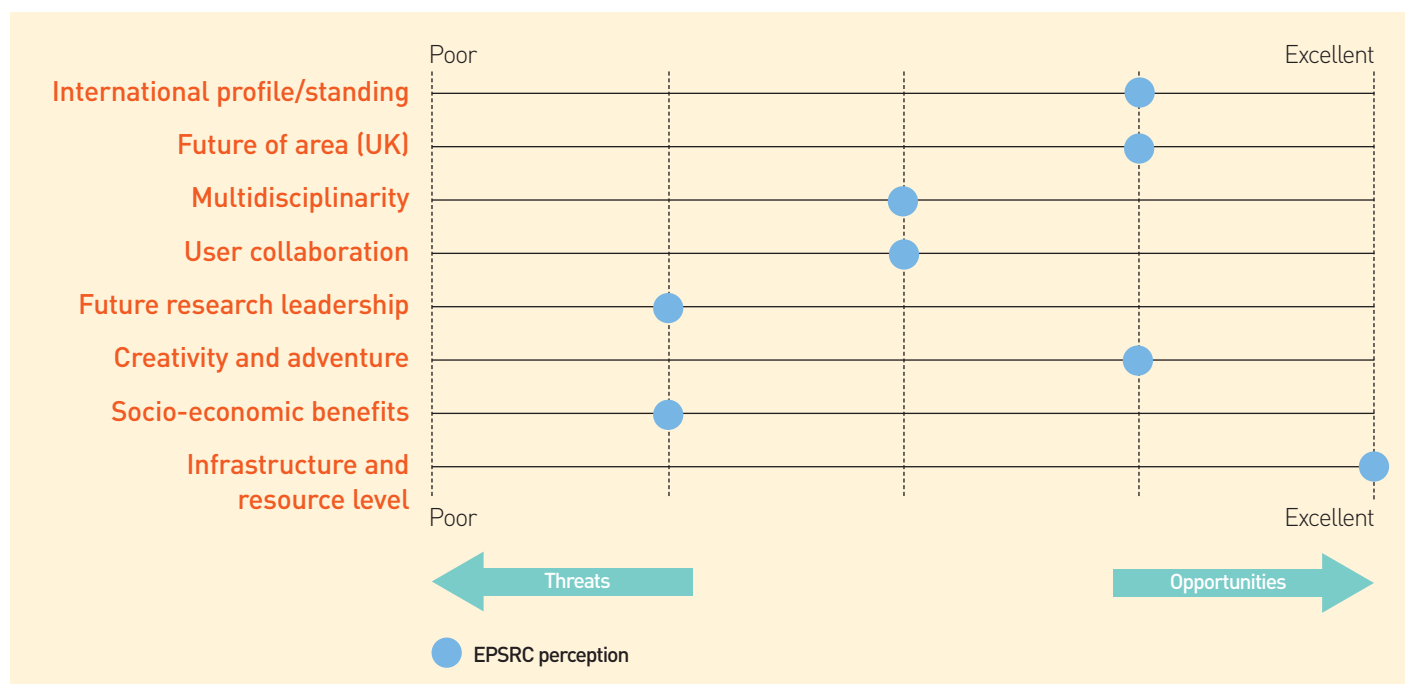 Poor Excellent
International profile/standing
Future of area (UK)
Multidisciplinarity
User collaboration
Future research leadership
Creativity and adventure
Socio-economic benefits
Infrastructure and
resource level
Poor Excellent
Threats Opportunities
EPSRC perception